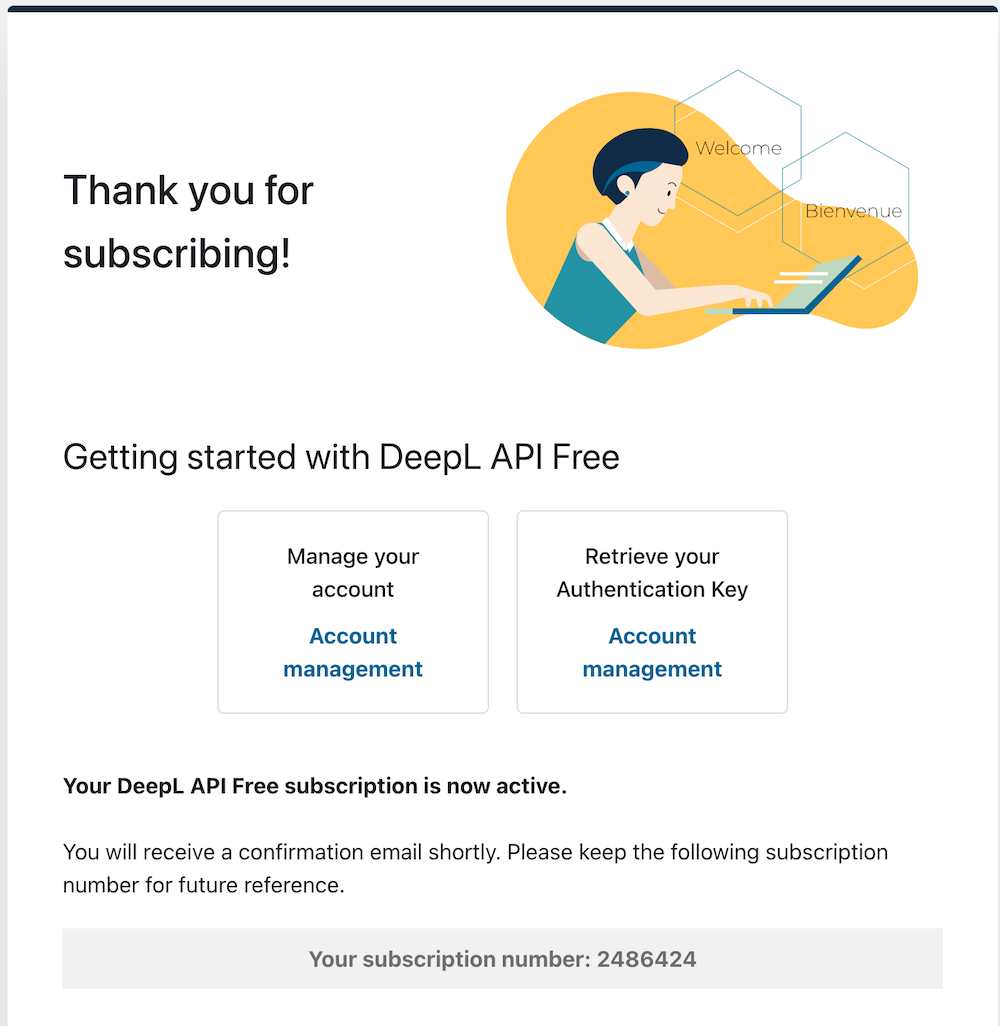 Thank you for
subscribing!
Welcome
Bienvenue
Getting started with DeepL API Free
Manage your
account
Account
management
Retrieve your
Authentication Key
Account
management
Your DeepL API Free subscription is now active.
You will receive a confirmation email shortly. Please keep the following subscription
number for future reference.
Your subscription number: 2486424